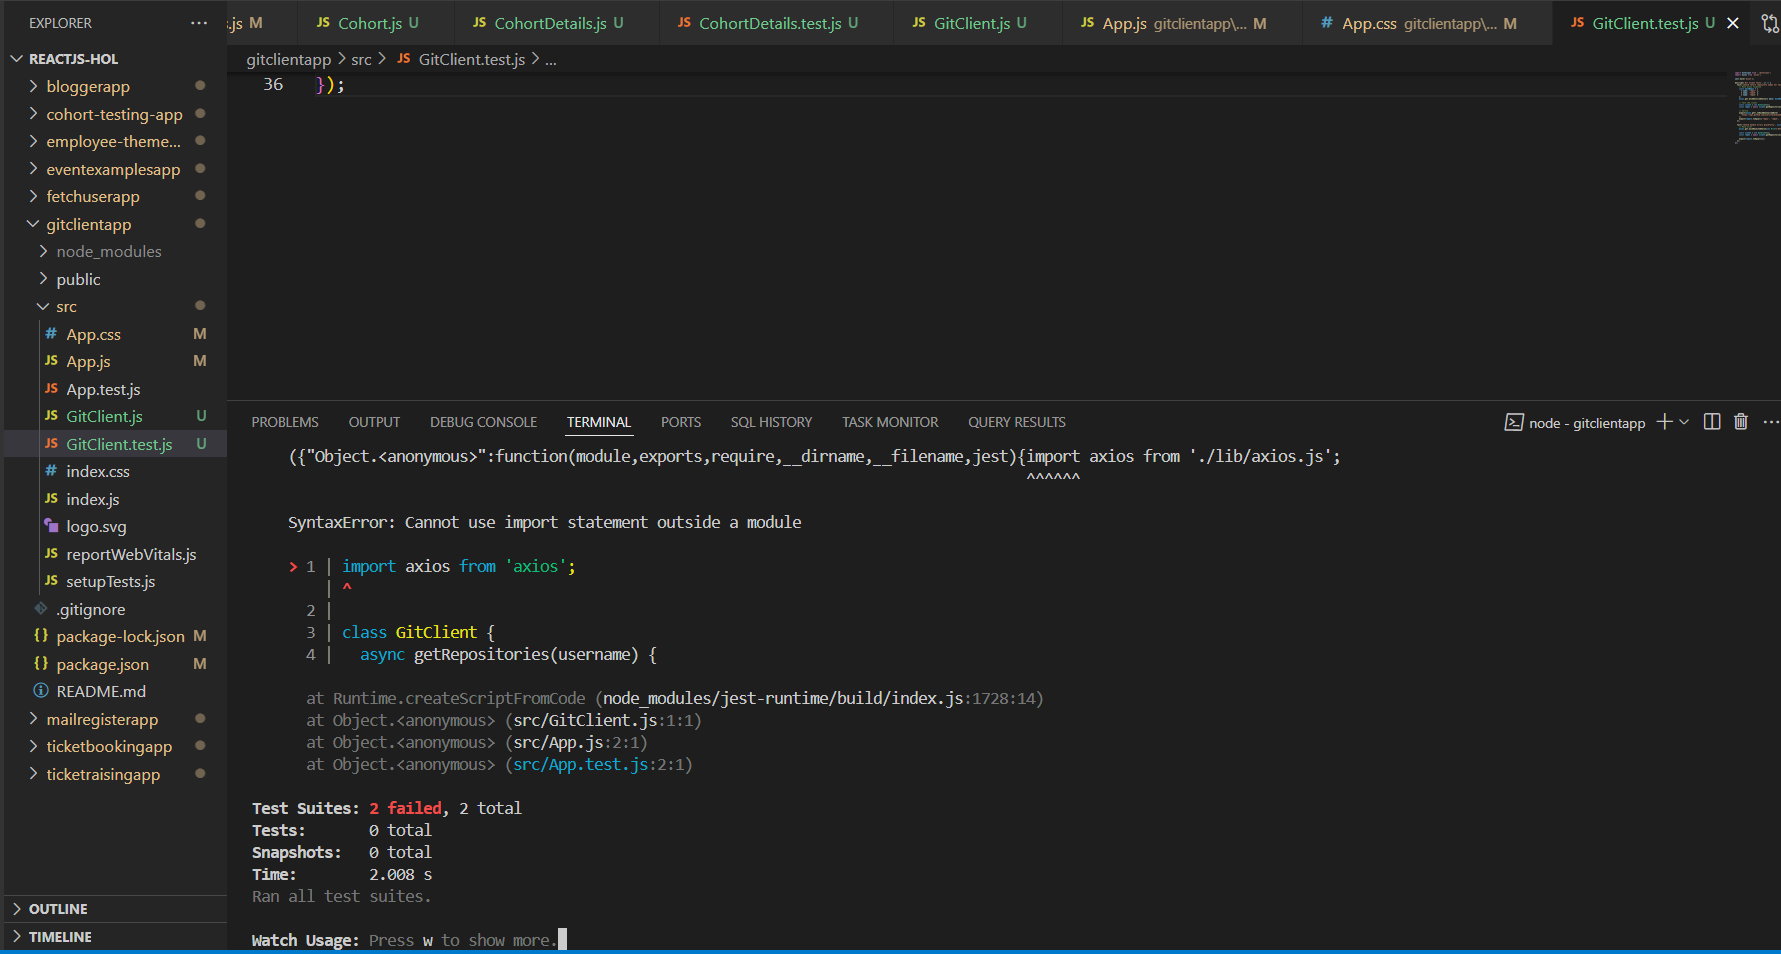 EXPLORER ...
REACTJS-HOL
bloggerapp
cohort-testing-app
employee-theme...
eventexamplesapp
fetchuserapp
gitclientapp
node_modules
public
src
# App.css M
JS App.js M
JS App.test.js
JS GitClient.js U
JS GitClient.test.js U
# index.css
JS index.js
logo.svg
JS reportWebVitals.js
JS setupTests.js
.gitignore
{} package-lock.json M
{} package.json M
README.md
mailregisterapp
ticketbookingapp
ticketraisingapp
OUTLINE
TIMELINE
s.js M JS Cohort.js U JS CohortDetails.js U JS CohortDetails.test.js U JS GitClient.js U JS App.js gitclientapp\... M # App.css gitclientapp\... M JS GitClient.test.js U
gitclientapp > src > JS GitClient.test.js > ...
36 });
PROBLEMS OUTPUT DEBUG CONSOLE TERMINAL PORTS SQL HISTORY TASK MONITOR QUERY RESULTS node - gitclientapp
({"Object.<anonymous>":function(module,exports,require,__dirname,__filename,jest){import axios from './lib/axios.js';
^^^^^^
SyntaxError: Cannot use import statement outside a module
> 1 | import axios from 'axios';
| ^
2 |
3 | class GitClient {
4 | async getRepositories(username) {
at Runtime.createScriptFromCode (node_modules/jest-runtime/build/index.js:1728:14)
at Object.<anonymous> (src/GitClient.js:1:1)
at Object.<anonymous> (src/App.js:2:1)
at Object.<anonymous> (src/App.test.js:2:1)
Test Suites: 2 failed, 2 total
Tests: 0 total
Snapshots: 0 total
Time: 2.008 s
Ran all test suites.
Watch Usage: Press w to show more.